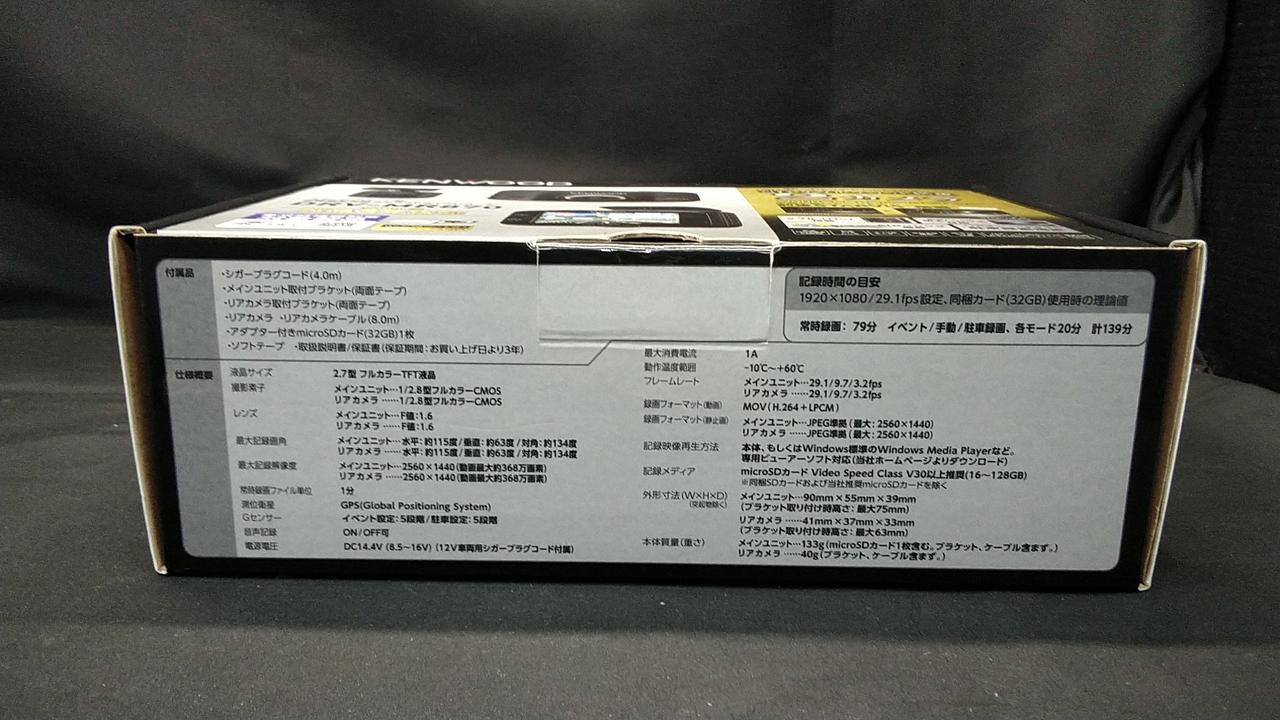 KENWOOD
付属品
・シガープラグコード(4.0m)
・メインユニット取付ブラケット(両面テープ)
・リアカメラ取付ブラケット(両面テープ)
・リアカメラ ・リアカメラケーブル(8.0m)
・アダプター付きmicroSDカード(32GB)1枚
・ソフトテープ ・取扱説明書/保証書(保証期間:お買い上げ日より3年)
記録時間の目安
1920×1080/29.1fps設定、同梱カード(32GB)使用時の理論値
常時録画: 79分 イベント/手動/駐車録画、各モード20分 計139分
仕様概要
液晶サイズ 2.7型 フルカラーTFT液晶
撮影素子 メインユニット…1/2.8型フルカラーCMOS
リアカメラ ……1/2.8型フルカラーCMOS
レンズ メインユニット…F値:1.6
リアカメラ ……F値:1.6
最大記録画角 メインユニット…水平:約115度/垂直:約63度/対角:約134度
リアカメラ ……水平:約115度/垂直:約63度/対角:約134度
最大記録解像度 メインユニット…2560×1440(動画最大約368万画素)
リアカメラ ……2560×1440(動画最大約368万画素)
常時録画ファイル単位 1分
測位衛星 GPS(Global Positioning System)
Gセンサー イベント設定:5段階/駐車設定:5段階
音声記録 ON/OFF可
電源電圧 DC14.4V (8.5~16V) (12V車両用シガープラグコード付属)
最大消費電流 1A
動作温度範囲 -10℃~+60℃
フレームレート メインユニット…29.1/9.7/3.2fps
リアカメラ ……29.1/9.7/3.2fps
録画フォーマット(動画) MOV(H.264+LPCM)
録画フォーマット(静止画) メインユニット…JPEG準拠(最大:2560×1440)
リアカメラ ……JPEG準拠(最大:2560×1440)
記録映像再生方法 本体、もしくはWindows標準のWindows Media Playerなど。
専用ビューアーソフト対応(当社ホームページよりダウンロード)
記録メディア microSDカード Video Speed Class V30以上推奨(16~128GB)
※同梱SDカードおよび当社推奨microSDカードを除く
外形寸法(W×H×D) メインユニット…90mm×55mm×39mm
(突起物除く) (ブラケット取り付け時高さ:最大75mm)
リアカメラ ……41mm×37mm×33mm
(ブラケット取り付け時高さ:最大63mm)
本体質量(重さ) メインユニット…133g(microSDカード1枚含む。ブラケット、ケーブル含まず。)
リアカメラ ……40g(ブラケット、ケーブル含まず。)